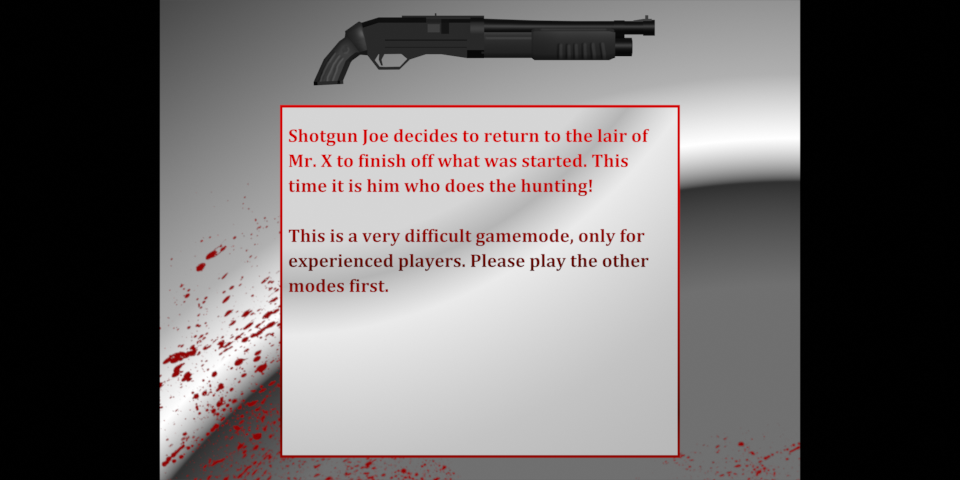 Shotgun Joe decides to return to the lair of
Mr. X to finish off what was started. This
time it is him who does the hunting!
This is a very difficult gamemode, only for
experienced players. Please play the other
modes first.